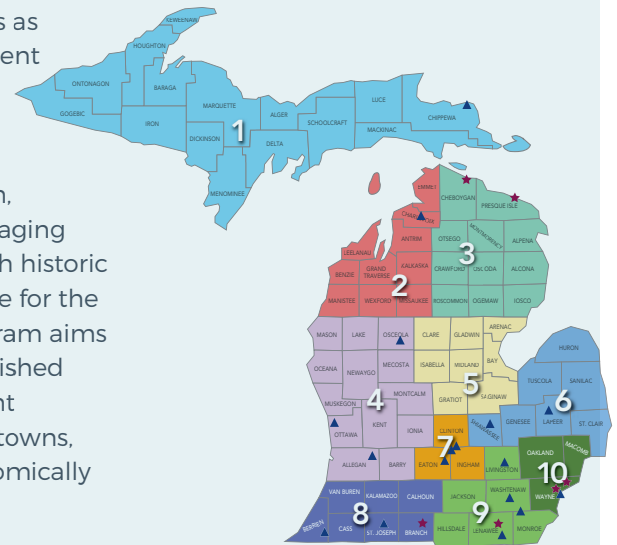 s as
ent
n,
aging
h historic
e for the
ram aims
ished
nt
towns,
omically
KEWEENAW
HOUGHTON
ONTONAGON
BARAGA
GOGEBIC
IRON
MARQUETTE
DICKINSON
MENOMINEE
1
ALGER
DELTA
SCHOOLCRAFT
LUCE
MACKINAC
CHIPPEWA
EMMET
CHEBOYGAN
PRESQUE ISLE
CHARLEVOIX
ANTRIM
OTSEGO
MONTMORENCY
ALPENA
3
LEELANAU
BENZIE
GRAND
TRAVERSE
KALKASKA
CRAWFORD
OSCODA
ALCONA
2
MANISTEE
WEXFORD
MISSAUKEE
ROSCOMMON
OGEMAW
IOSCO
MASON
LAKE
OSCEOLA
CLARE
GLADWIN
ARENAC
HURON
OCEANA
NEWAYGO
MECOSTA
ISABELLA
MIDLAND
BAY
5
TUSCOLA
SANILAC
6
MUSKEGON
MONTCALM
4
GRATIOT
SAGINAW
OTTAWA
KENT
IONIA
CLINTON
SHIAWASSEE
GENESEE
LAPEER
ST. CLAIR
7
ALLEGAN
BARRY
EATON
INGHAM
LIVINGSTON
OAKLAND
MACOMB
10
VAN BUREN
KALAMAZOO
CALHOUN
JACKSON
WASHTENAW
WAYNE
8
9
BERRIEN
CASS
ST. JOSEPH
BRANCH
HILLSDALE
LENAWEE
MONROE